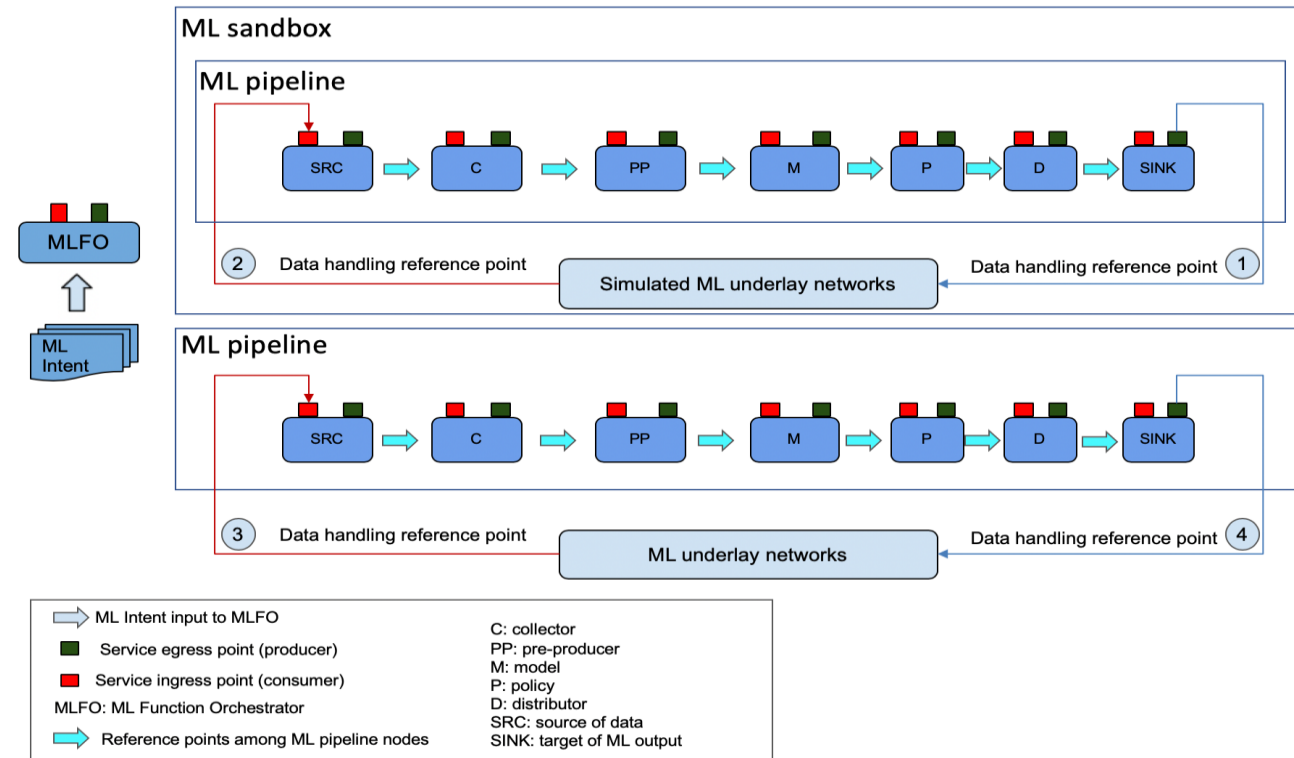 ML sandbox
ML pipeline
SRC
C
PP
M
P
D
SINK
2
Data handling reference point
Simulated ML underlay networks
Data handling reference point
1
MLFO
ML
Intent
ML pipeline
SRC
C
PP
M
P
D
SINK
3
Data handling reference point
ML underlay networks
Data handling reference point
4
ML Intent input to MLFO
Service egress point (producer)
Service ingress point (consumer)
MLFO: ML Function Orchestrator
Reference points among ML pipeline nodes
C: collector
PP: pre-producer
M: model
P: policy
D: distributor
SRC: source of data
SINK: target of ML output